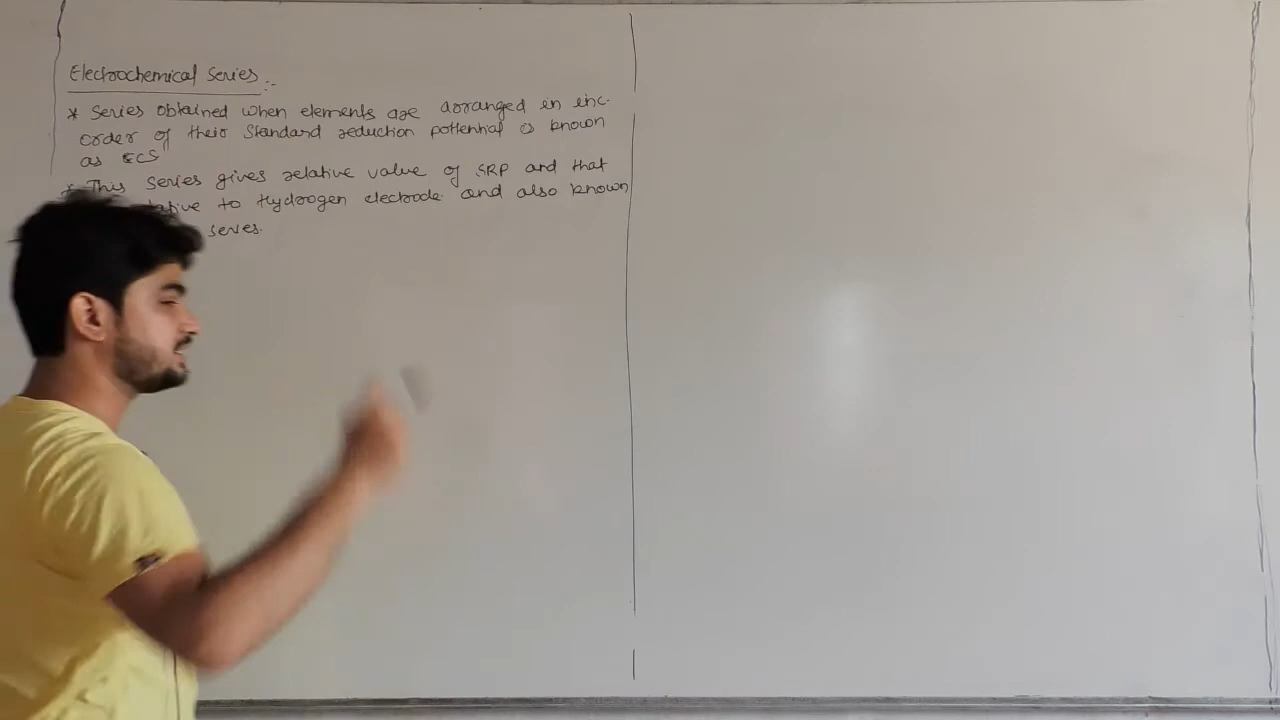 Electrochemical Series :-
* Series obtained when elements are arranged in inc.
order of their Standard reduction pottential is known
as ECS
* This series gives relative value of SRP and that
to Hydrogen electrode. and also known
series.